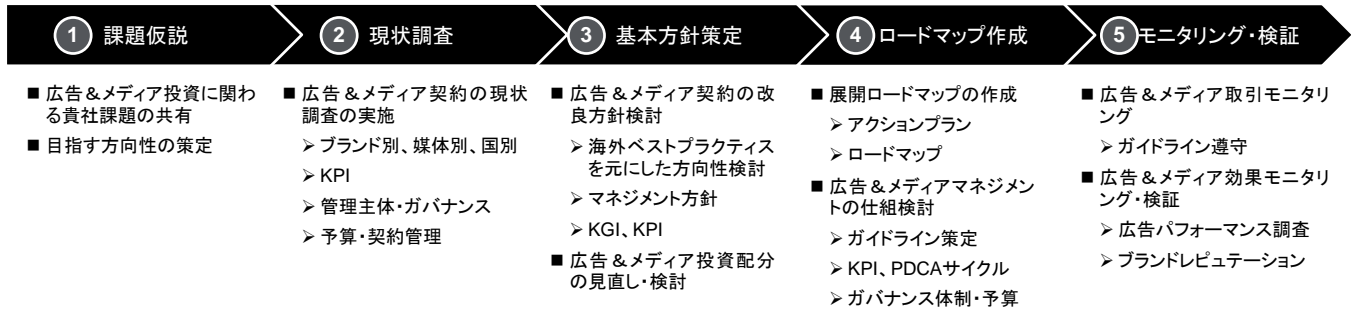 1 課題仮説
2 現状調査
3 基本方針策定
4 ロードマップ作成
5 モニタリング・検証
■ 広告&メディア投資に関わ
る貴社課題の共有
■ 目指す方向性の策定
■ 広告&メディア契約の現状
調査の実施
➢ ブランド別、媒体別、国別
➢ KPI
➢ 管理主体・ガバナンス
➢ 予算・契約管理
■ 広告&メディア契約の改
良方針検討
➢ 海外ベストプラクティス
を元にした方向性検討
➢ マネジメント方針
➢ KGI、KPI
■ 広告&メディア投資配分
の見直し・検討
■ 展開ロードマップの作成
➢ アクションプラン
➢ ロードマップ
■ 広告&メディアマネジメン
トの仕組検討
➢ ガイドライン策定
➢ KPI、PDCAサイクル
➢ ガバナンス体制・予算
■ 広告&メディア取引モニタリ
ング
➢ ガイドライン遵守
■ 広告&メディア効果モニタリ
ング・検証
➢ 広告パフォーマンス調査
➢ ブランドレピュテーション